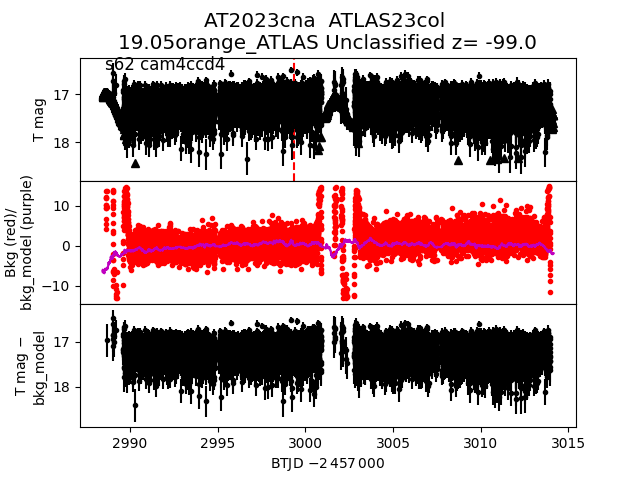 AT2023cna  ATLAS23col
19.05orange_ATLAS Unclassified z= -99.0
s62 cam4ccd4
T mag
17
18
Bkg (red)/
bkg_model (purple)
10
0
−10
T mag −
bkg_model
17
18
2990
2995
3000
3005
3010
3015
BTJD −2 457 000